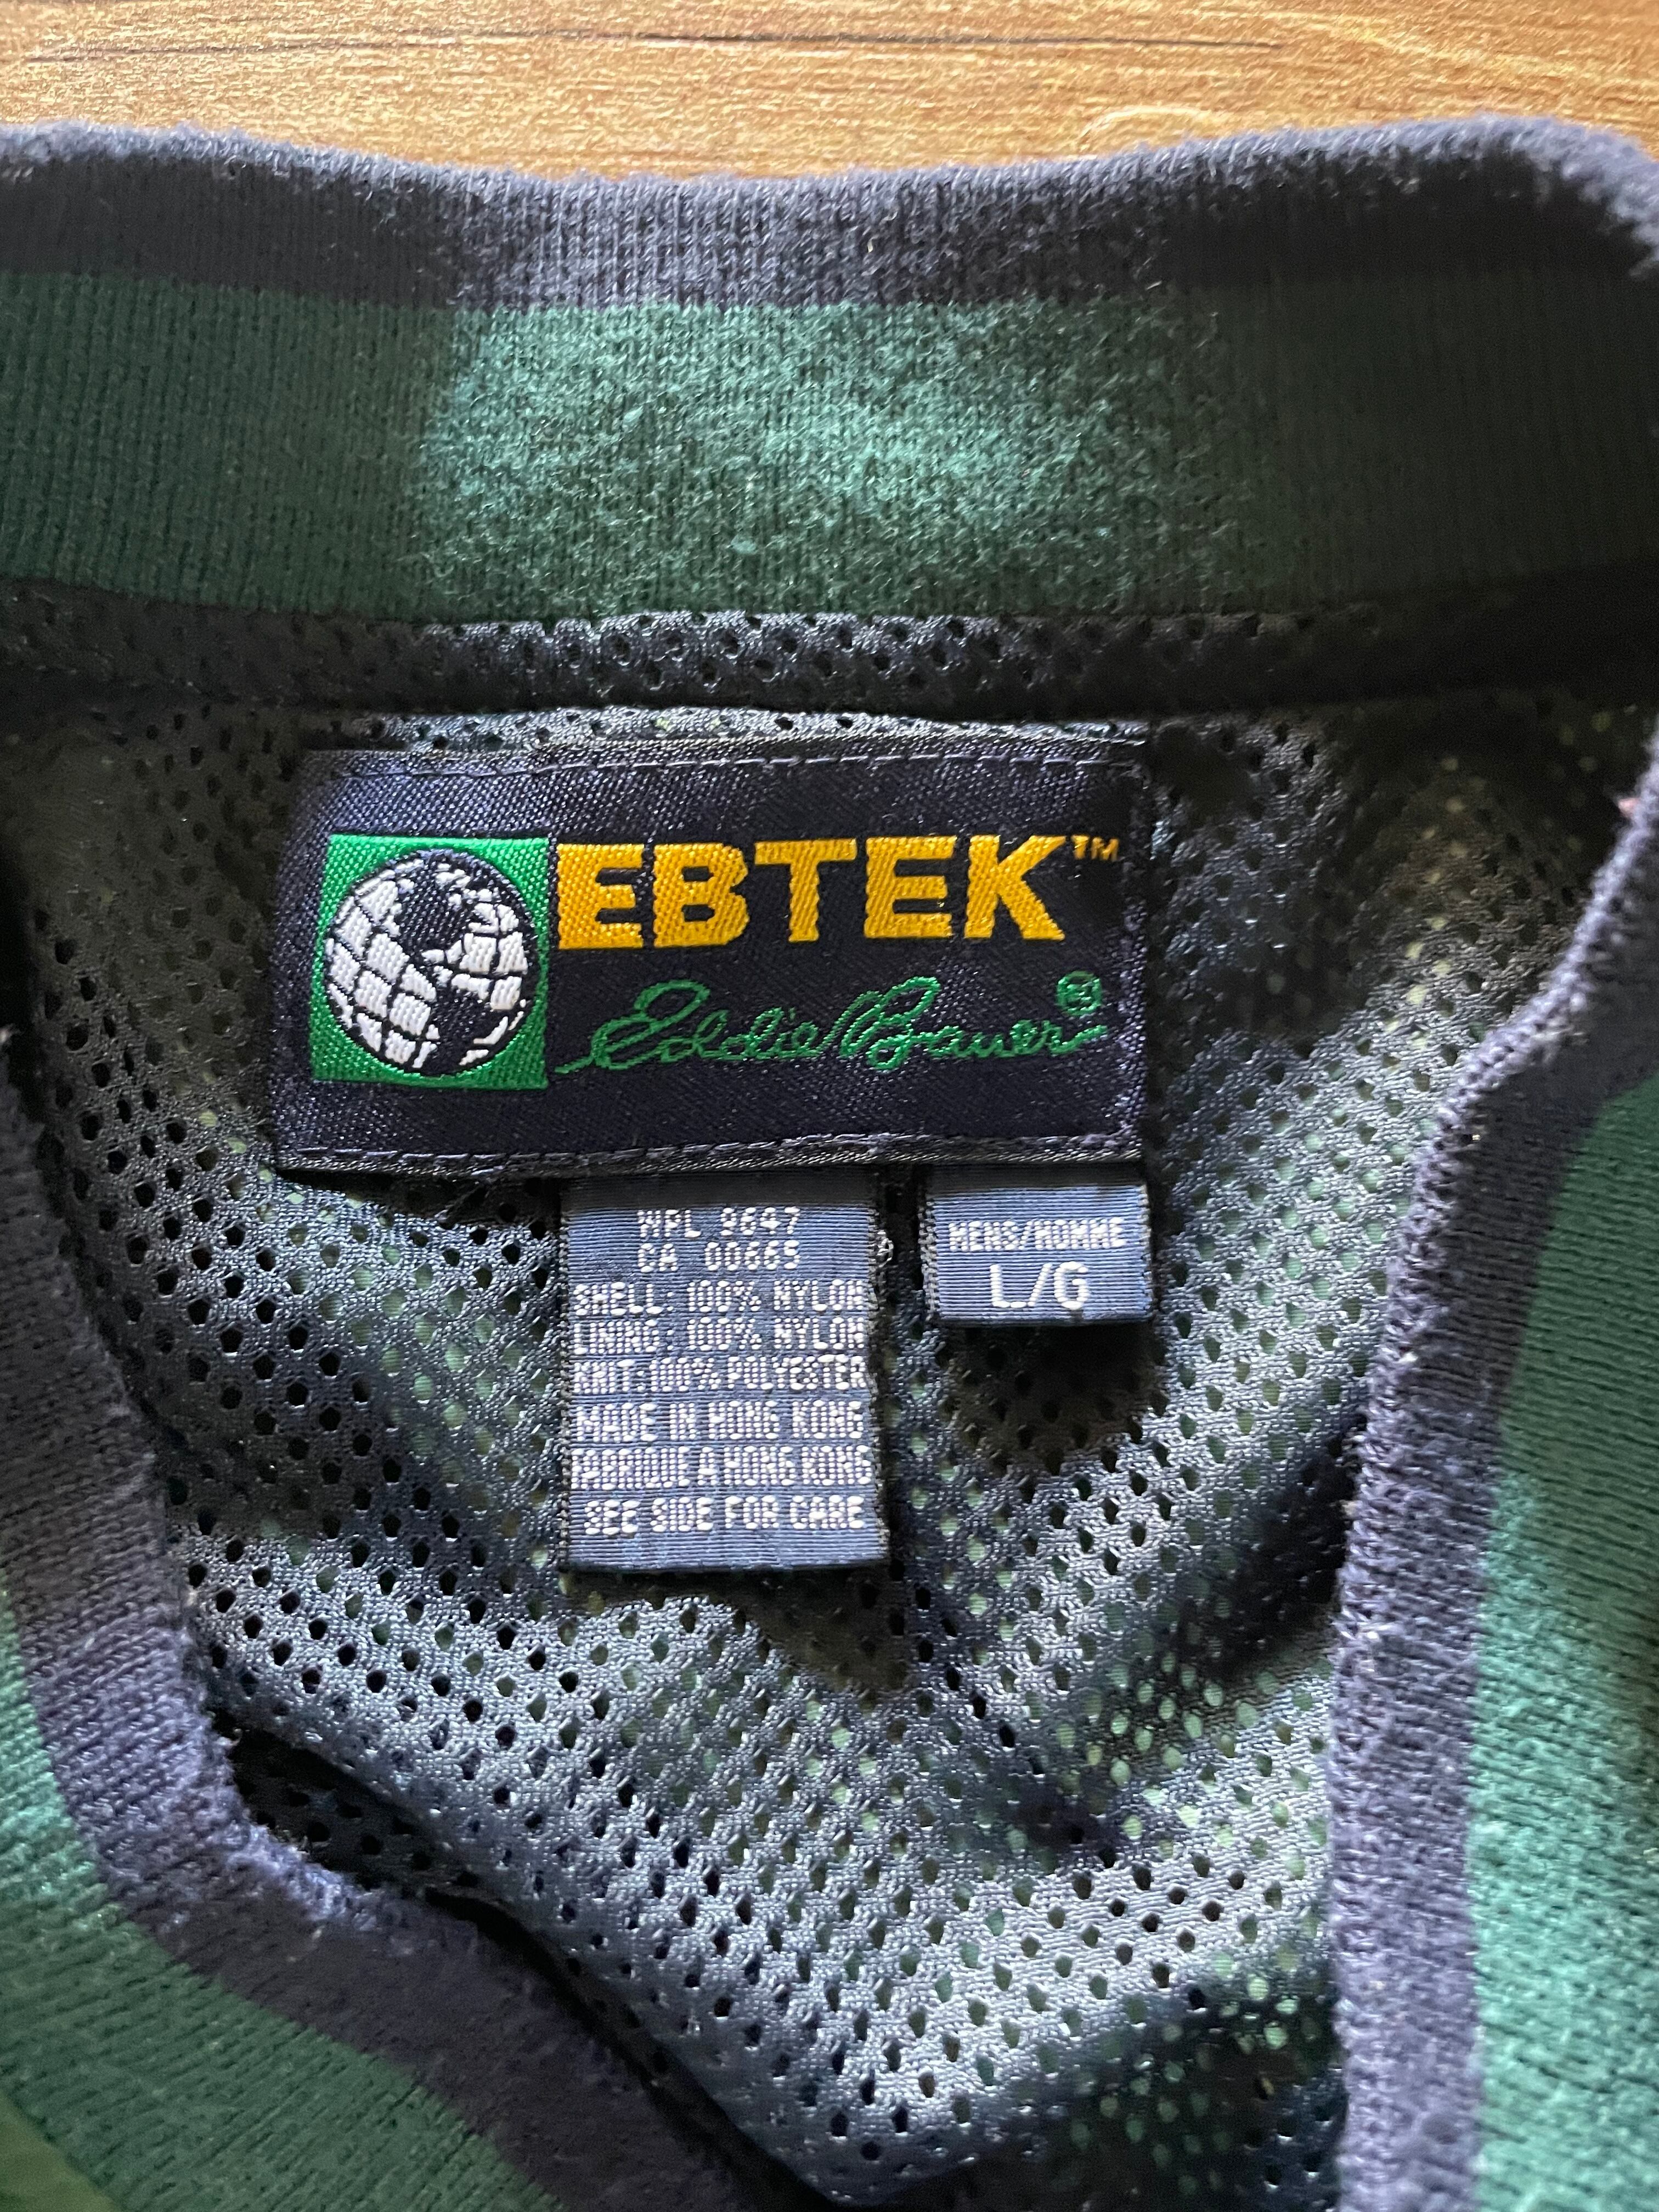 EBTEK™
Eddie Bauer®
WPL 9647
CA 00665
SHELL: 100% NYLON
LINING: 100% NYLON
KNIT: 100% POLYESTER
MADE IN HONG KONG
FABRIQUE A HONG KONG
SEE SIDE FOR CARE
MENS/HOMME
L/G